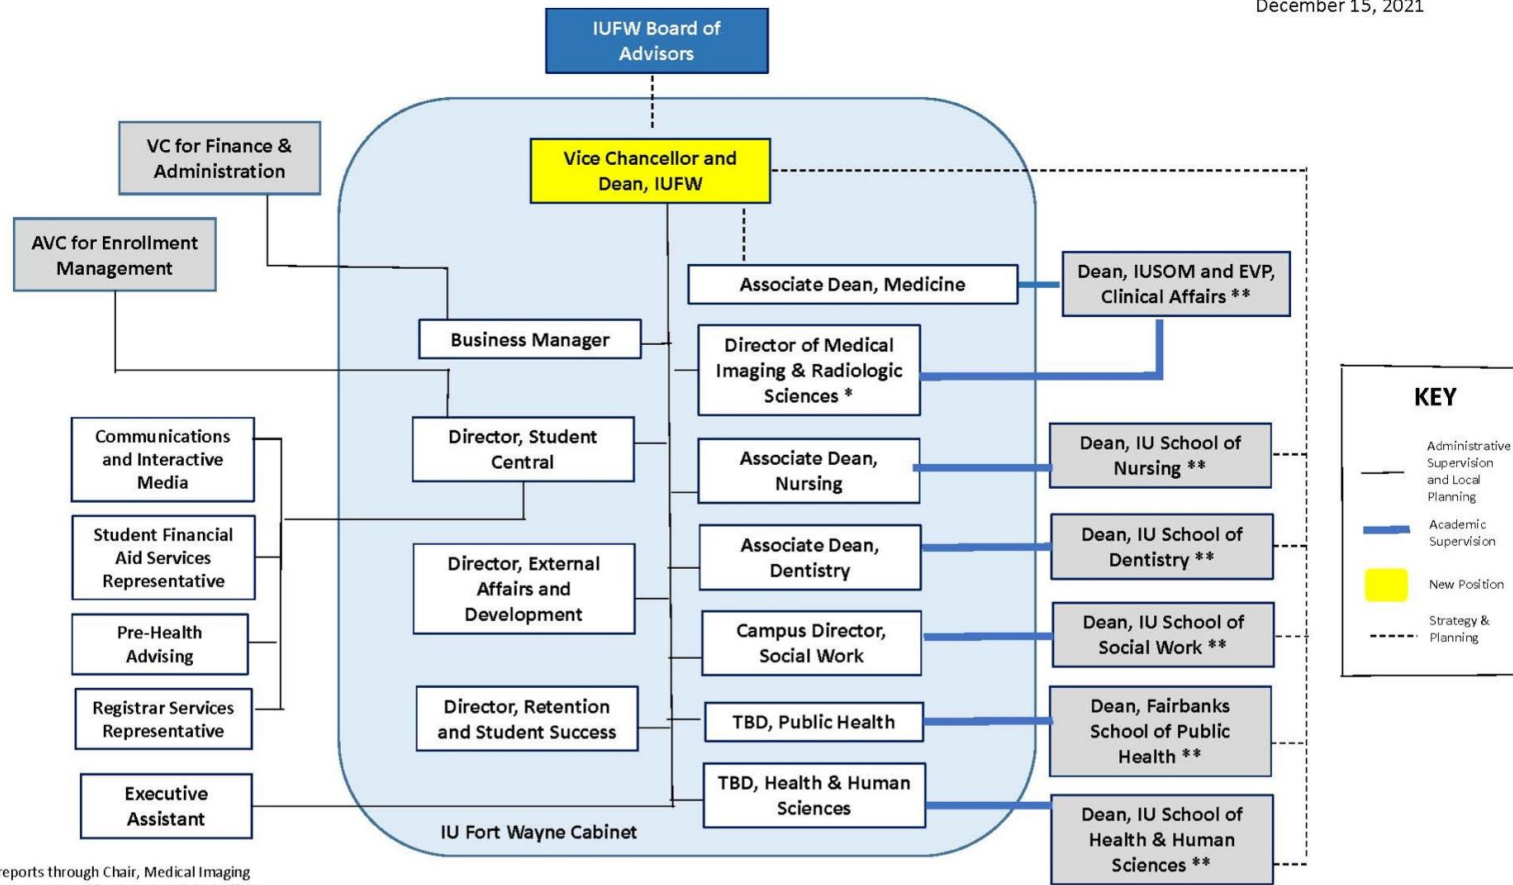 December 15, 2021
IUFW Board of
Advisors
VC for Finance &
Administration
Vice Chancellor and
Dean, IUFW
AVC for Enrollment
Management
Associate Dean, Medicine
Dean, IUSOM and EVP,
Clinical Affairs **
Business Manager
Director of Medical
Imaging & Radiologic
Sciences *
Communications
and Interactive
Media
Director, Student
Central
Associate Dean,
Nursing
Dean, IU School of
Nursing **
Student Financial
Aid Services
Representative
Director, External
Affairs and
Development
Associate Dean,
Dentistry
Dean, IU School of
Dentistry **
Pre-Health
Advising
Campus Director,
Social Work
Dean, IU School of
Social Work **
Registrar Services
Representative
Director, Retention
and Student Success
TBD, Public Health
Dean, Fairbanks
School of Public
Health **
Executive
Assistant
TBD, Health & Human
Sciences
Dean, IU School of
Health & Human
Sciences **
IU Fort Wayne Cabinet
reports through Chair, Medical Imaging
KEY
Administrative
Supervision
and Local
Planning
Academic
Supervision
New Position
Strategy &
Planning